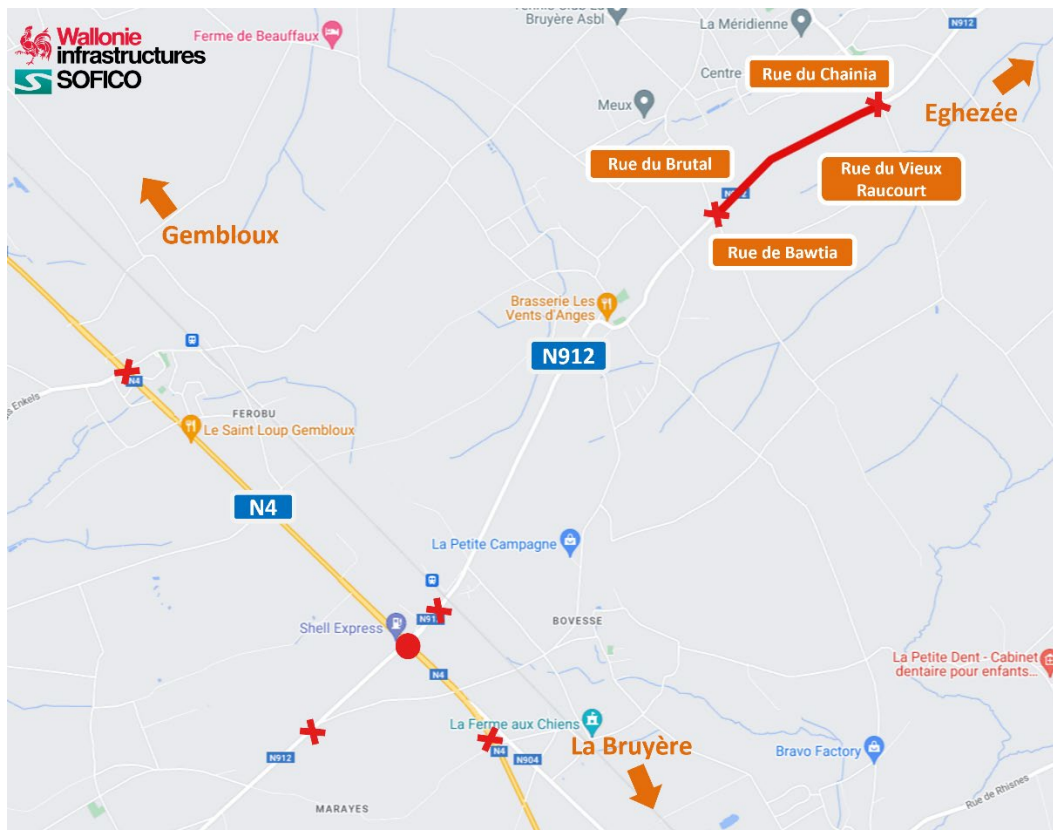 Wallonie
infrastructures
SOFICO
Ferme de Beauffaux
Bruyère Asbl
La Méridienne
N912
Centre
Rue du Chainia
Eghezée
Meux
Rue du Brutal
Rue du Vieux
Raucourt
Gembloux
Rue de Bawtia
Brasserie Les
Vents d'Anges
N912
N4
Enkels
FEROBU
Le Saint Loup Gembloux
N4
La Petite Campagne
Shell Express
BOVESSE
N4
La Petite Dent - Cabinet
dentaire pour enfants...
La Ferme aux Chiens
La Bruyère
N912
N4
N904
Bravo Factory
Rue de Rhisnes
MARAYES